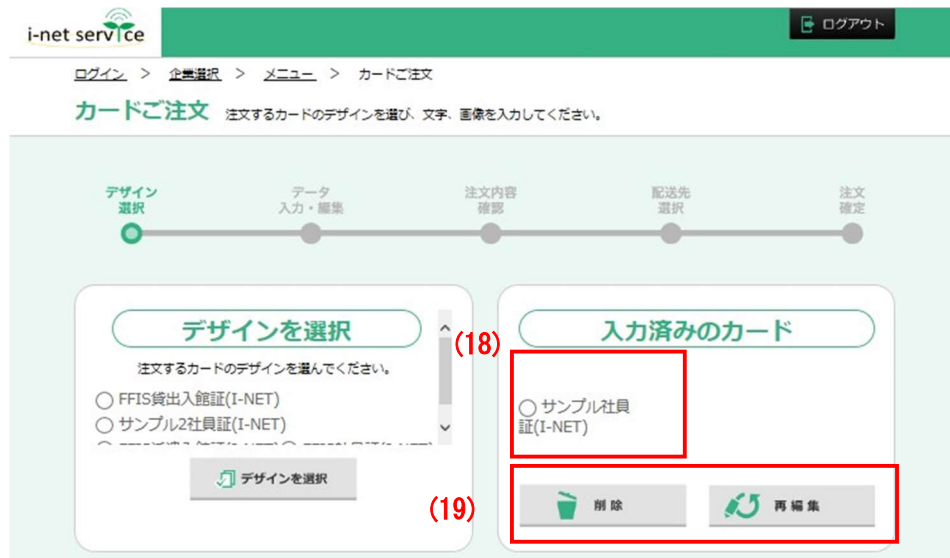 i-net service
ログアウト
ログイン > 企業選択 > メニュー > カードご注文
カードご注文 注文するカードのデザインを選び、文字、画像を入力してください。
デザイン
選択
データ
入力・編集
注文内容
確認
配送先
選択
注文
確定
デザインを選択
注文するカードのデザインを選んでください。
FFIS貸出入館証(I-NET)
サンプル2社員証(I-NET)
デザインを選択
(18)
入力済みのカード
サンプル社員
証(I-NET)
(19)
削除
再編集